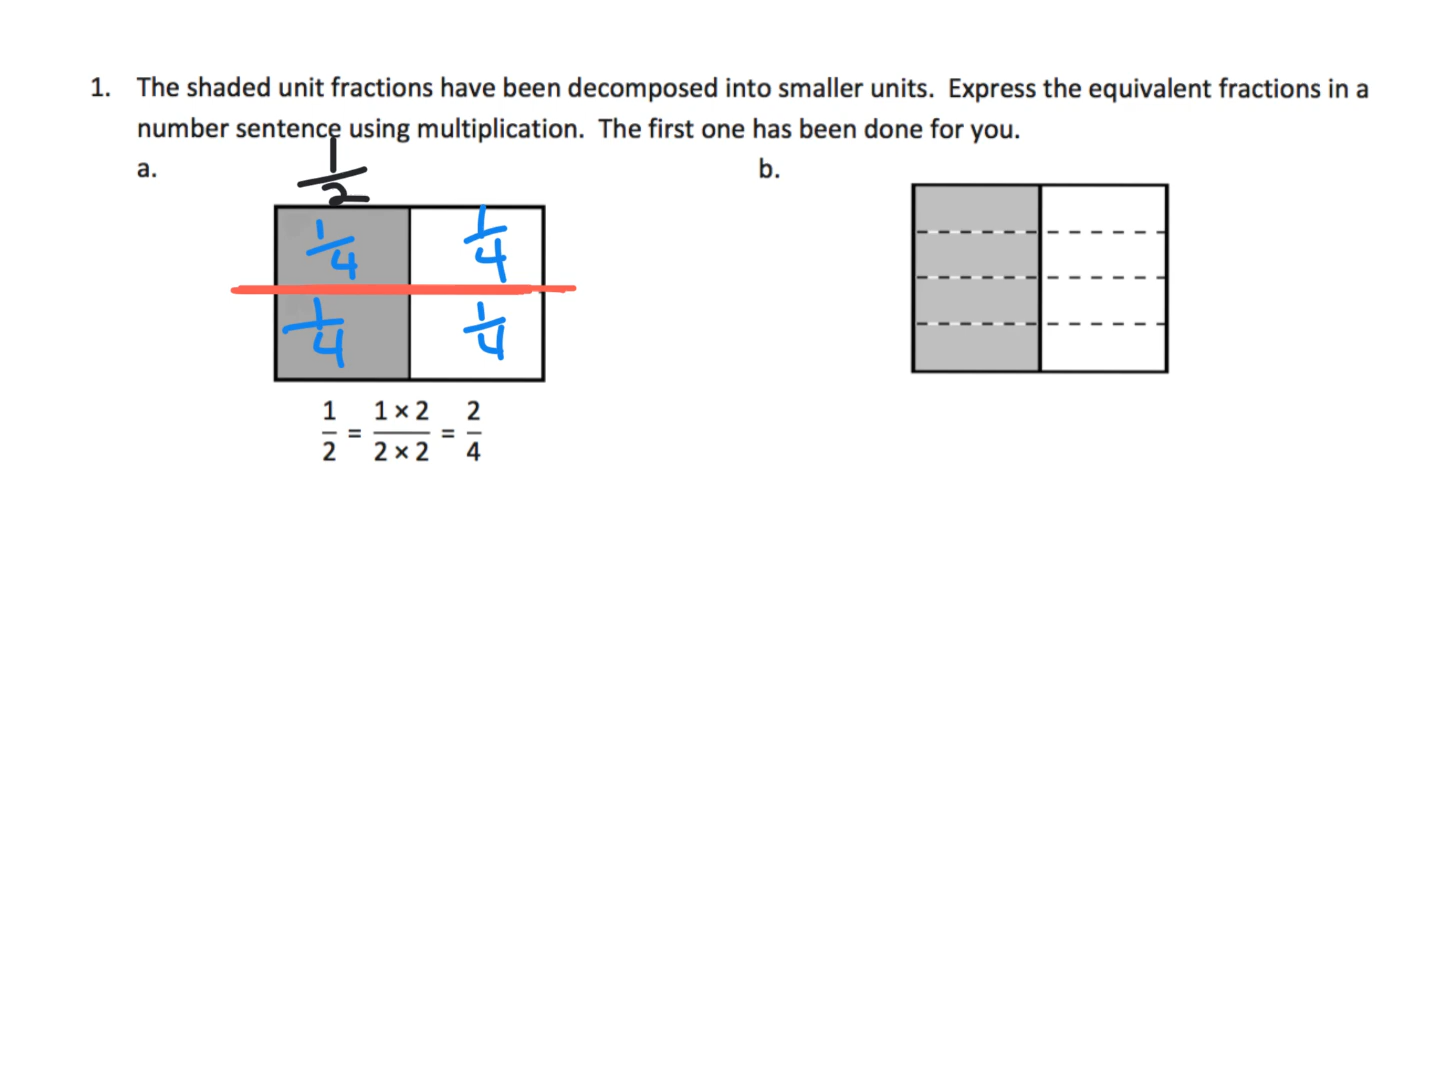 1. The shaded unit fractions have been decomposed into smaller units. Express the equivalent fractions in a
number sentence using multiplication. The first one has been done for you.
a.
b.
1/2
1/4 1/4
1/4 1/4
1/2 = 1 × 2/2 × 2 = 2/4